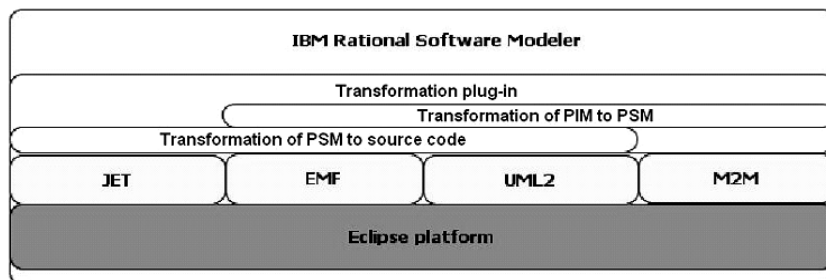 IBM Rational Software Modeler
Transformation plug-in
Transformation of PIM to PSM
Transformation of PSM to source code
JET EMF UML2 M2M
Eclipse platform